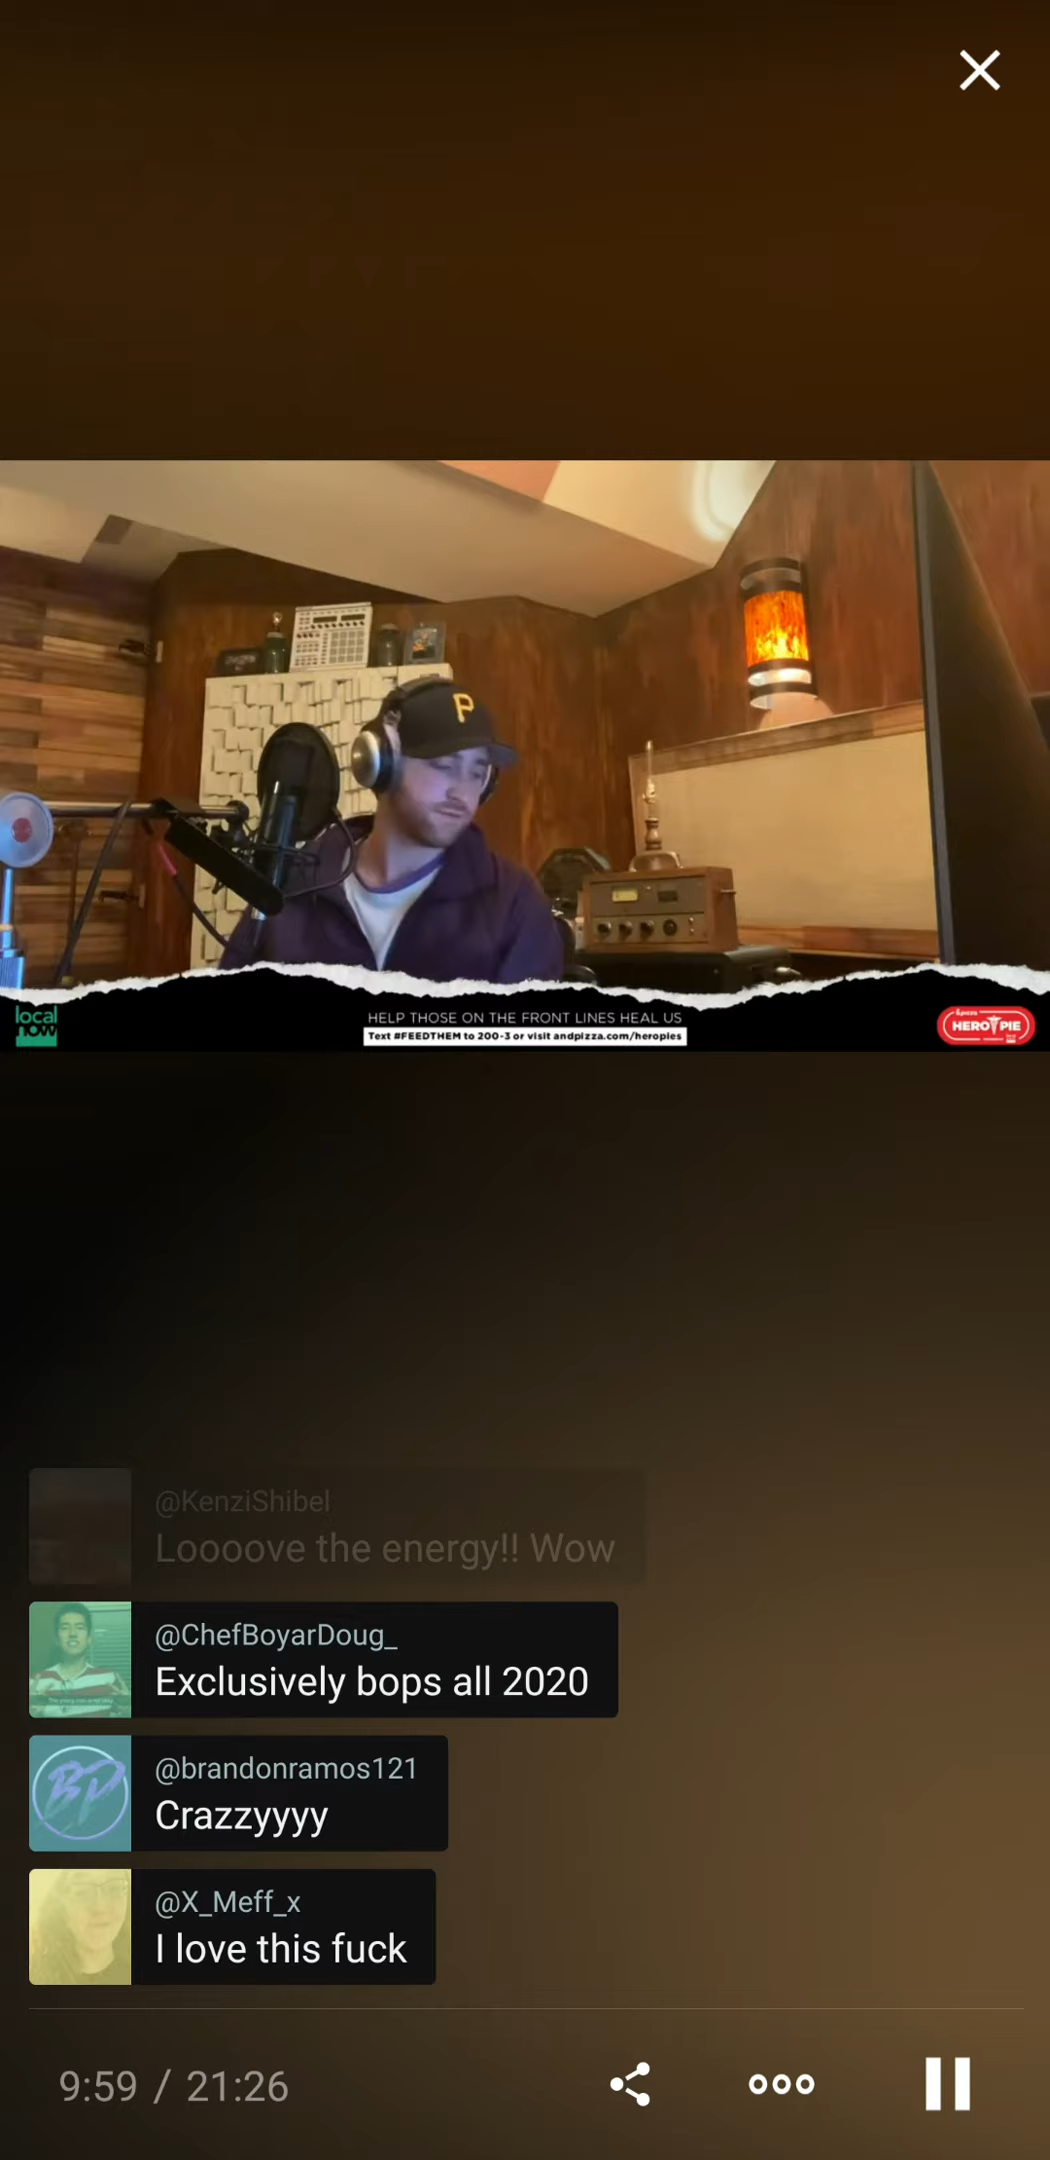 P
local
now
HELP THOSE ON THE FRONT LINES HEAL US
Text #FEEDTHEM to 200-3 or visit andpizza.com/heropies
&pizza
HERO PIE
@KenziShibel
Loooove the energy!! Wow
@ChefBoyarDoug_
Exclusively bops all 2020
@brandonramos121
Crazzyyyy
@X_Meff_x
I love this fuck
9:59 / 21:26